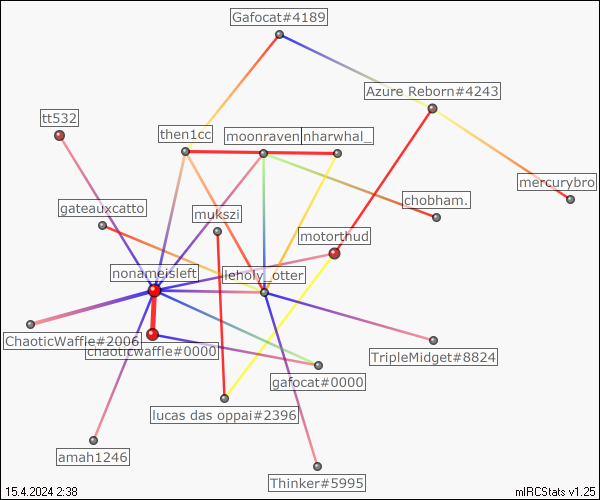 Gafocat#4189
Azure Reborn#4243
tt532
then1cc
moonraven
nharwhal_
mercurybro
chobham.
gateauxcatto
mukszi
motorthud
nonameisleft
leholy_otter
ChaoticWaffle#2006
chaoticwaffle#0000
TripleMidget#8824
gafocat#0000
lucas das oppai#2396
amah1246
Thinker#5995
15.4.2024 2:38
mIRCStats v1.25